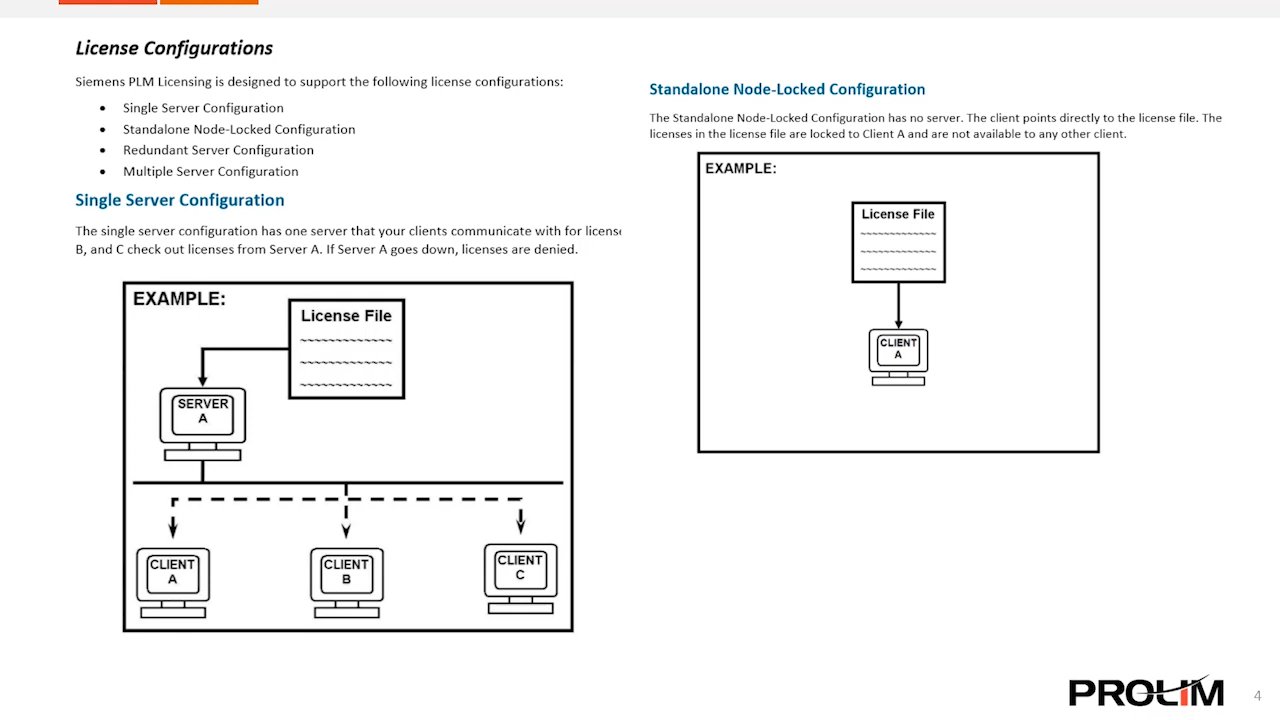 License Configurations
Siemens PLM Licensing is designed to support the following license configurations:
• Single Server Configuration
• Standalone Node-Locked Configuration
• Redundant Server Configuration
• Multiple Server Configuration
Single Server Configuration
The single server configuration has one server that your clients communicate with for license
B, and C check out licenses from Server A. If Server A goes down, licenses are denied.
EXAMPLE:
License File
SERVER
A
CLIENT
A
CLIENT
B
CLIENT
C
Standalone Node-Locked Configuration
The Standalone Node-Locked Configuration has no server. The client points directly to the license file. The
licenses in the license file are locked to Client A and are not available to any other client.
EXAMPLE:
License File
CLIENT
A
PROLIM
4